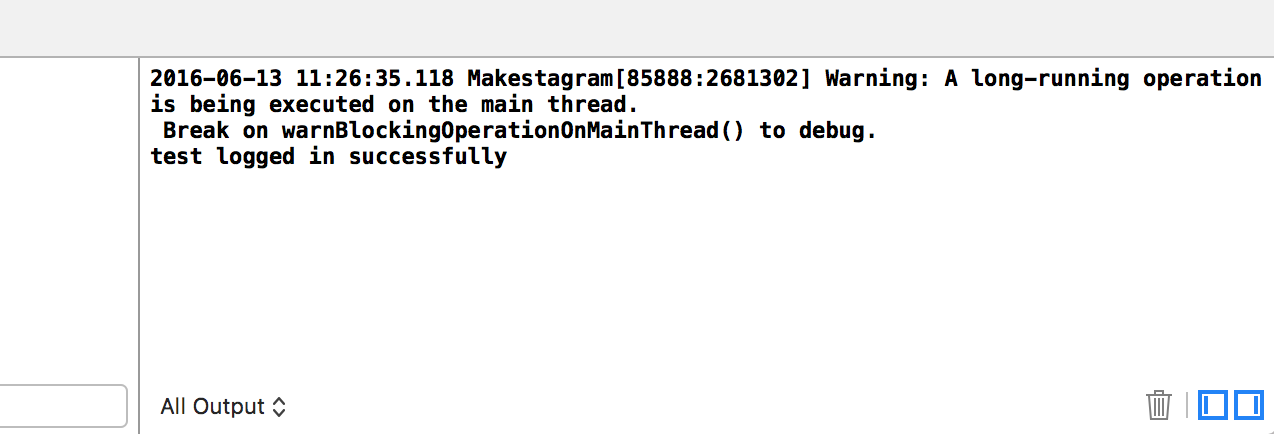 2016-06-13 11:26:35.118 Makestagram[85888:2681302] Warning: A long-running operation
is being executed on the main thread.
 Break on warnBlockingOperationOnMainThread() to debug.
test logged in successfully
All Output